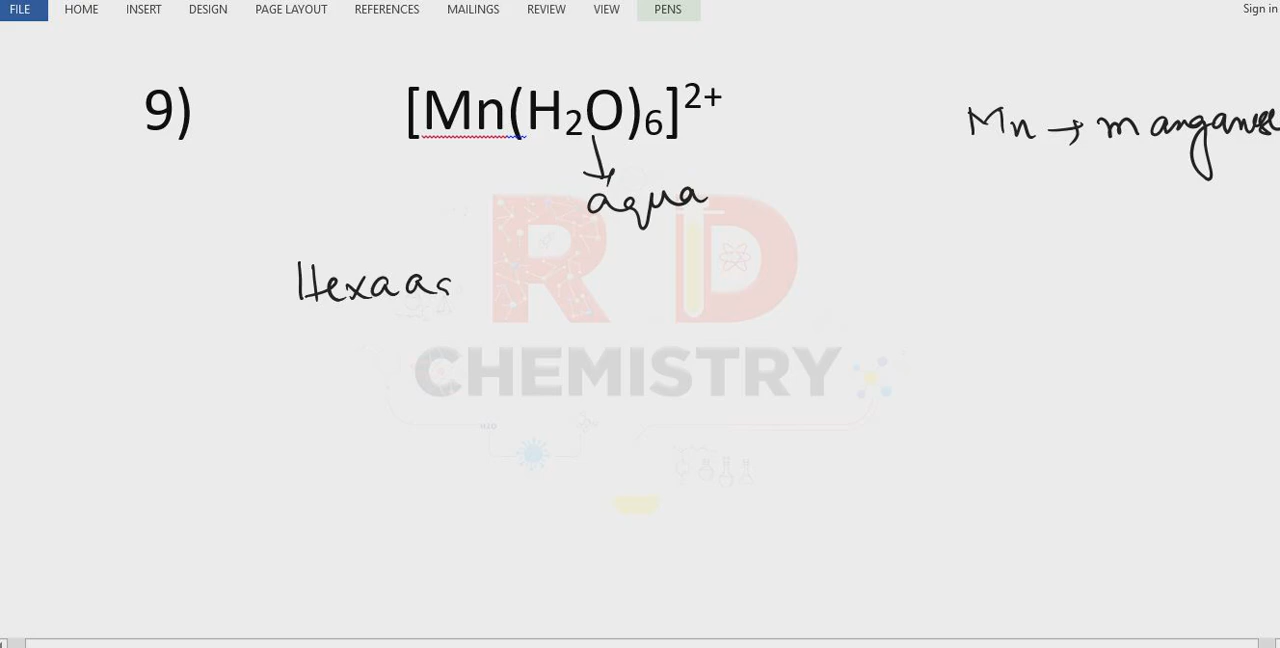 FILE HOME INSERT DESIGN PAGE LAYOUT REFERENCES MAILINGS REVIEW VIEW PENS Sign in
9) [Mn(H₂O)₆]²⁺ Mn → manganese
aqua
Hexaaq
R D
CHEMISTRY